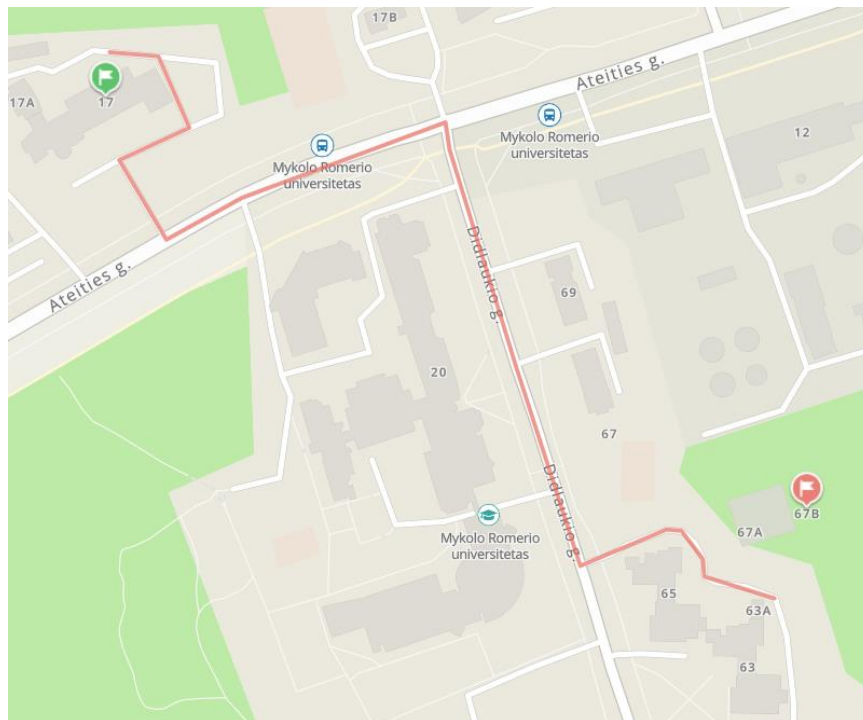 17B
Ateities g.
17
17A
Mykolo Romerio
universitetas
Mykolo Romerio
universitetas
12
Ateities g.
Didlaukio g.
69
20
67
Didlaukio g.
67B
67A
Mykolo Romerio
universitetas
65
63A
63